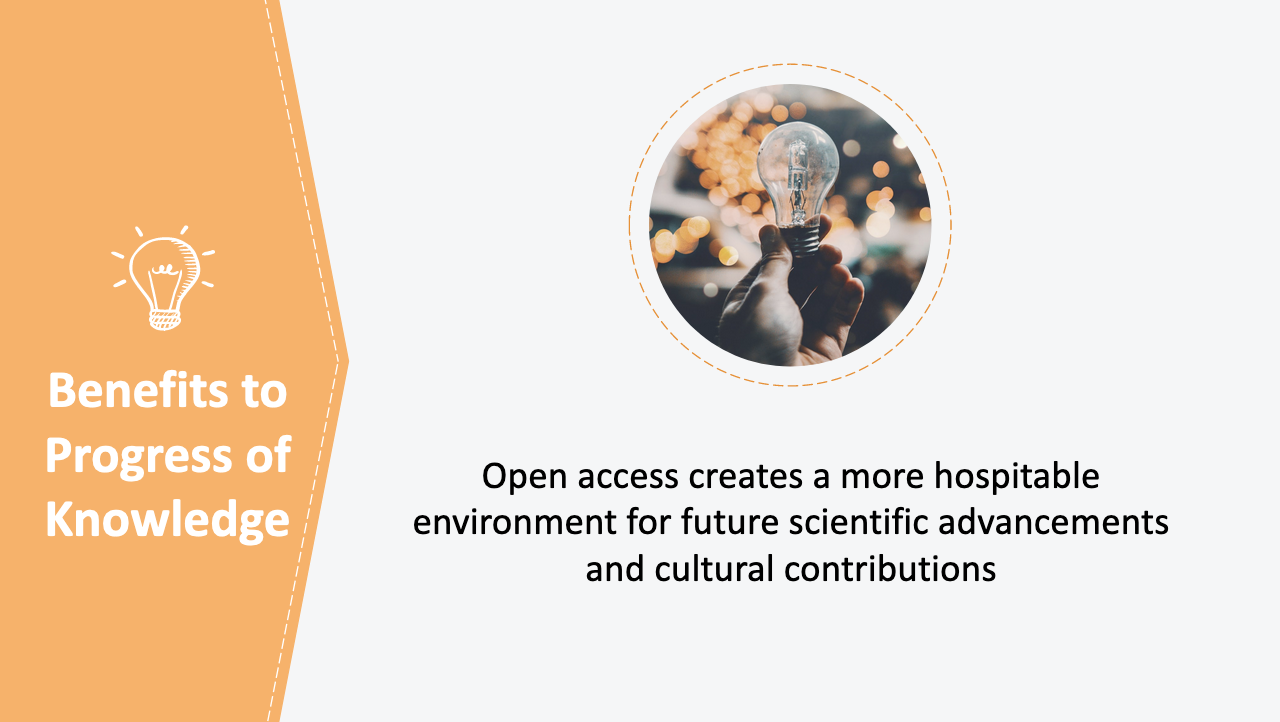 Benefits to
Progress of
Knowledge
Open access creates a more hospitable
environment for future scientific advancements
and cultural contributions